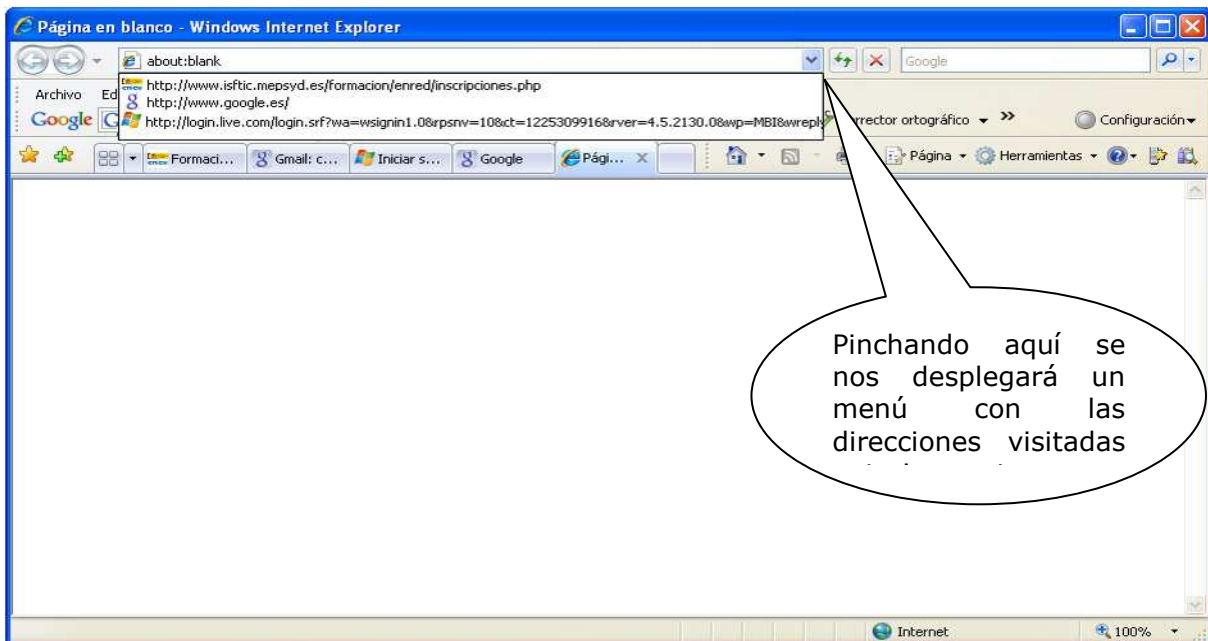 Página en blanco - Windows Internet Explorer
about:blank
Google
http://www.isftic.mepsyd.es/formacion/enred/inscripciones.php
http://www.google.es/
http://login.live.com/login.srf?wa=wsignin1.0&rpsnv=10&ct=1225309916&rver=4.5.2130.0&wp=MBI&wreply
Archivo Ed
Google G rrector ortográfico » Configuración
Formaci... Gmail: c... Iniciar s... Google Pági... X Página Herramientas
Pinchando aquí se
nos desplegará un
menú con las
direcciones visitadas
Internet 100%